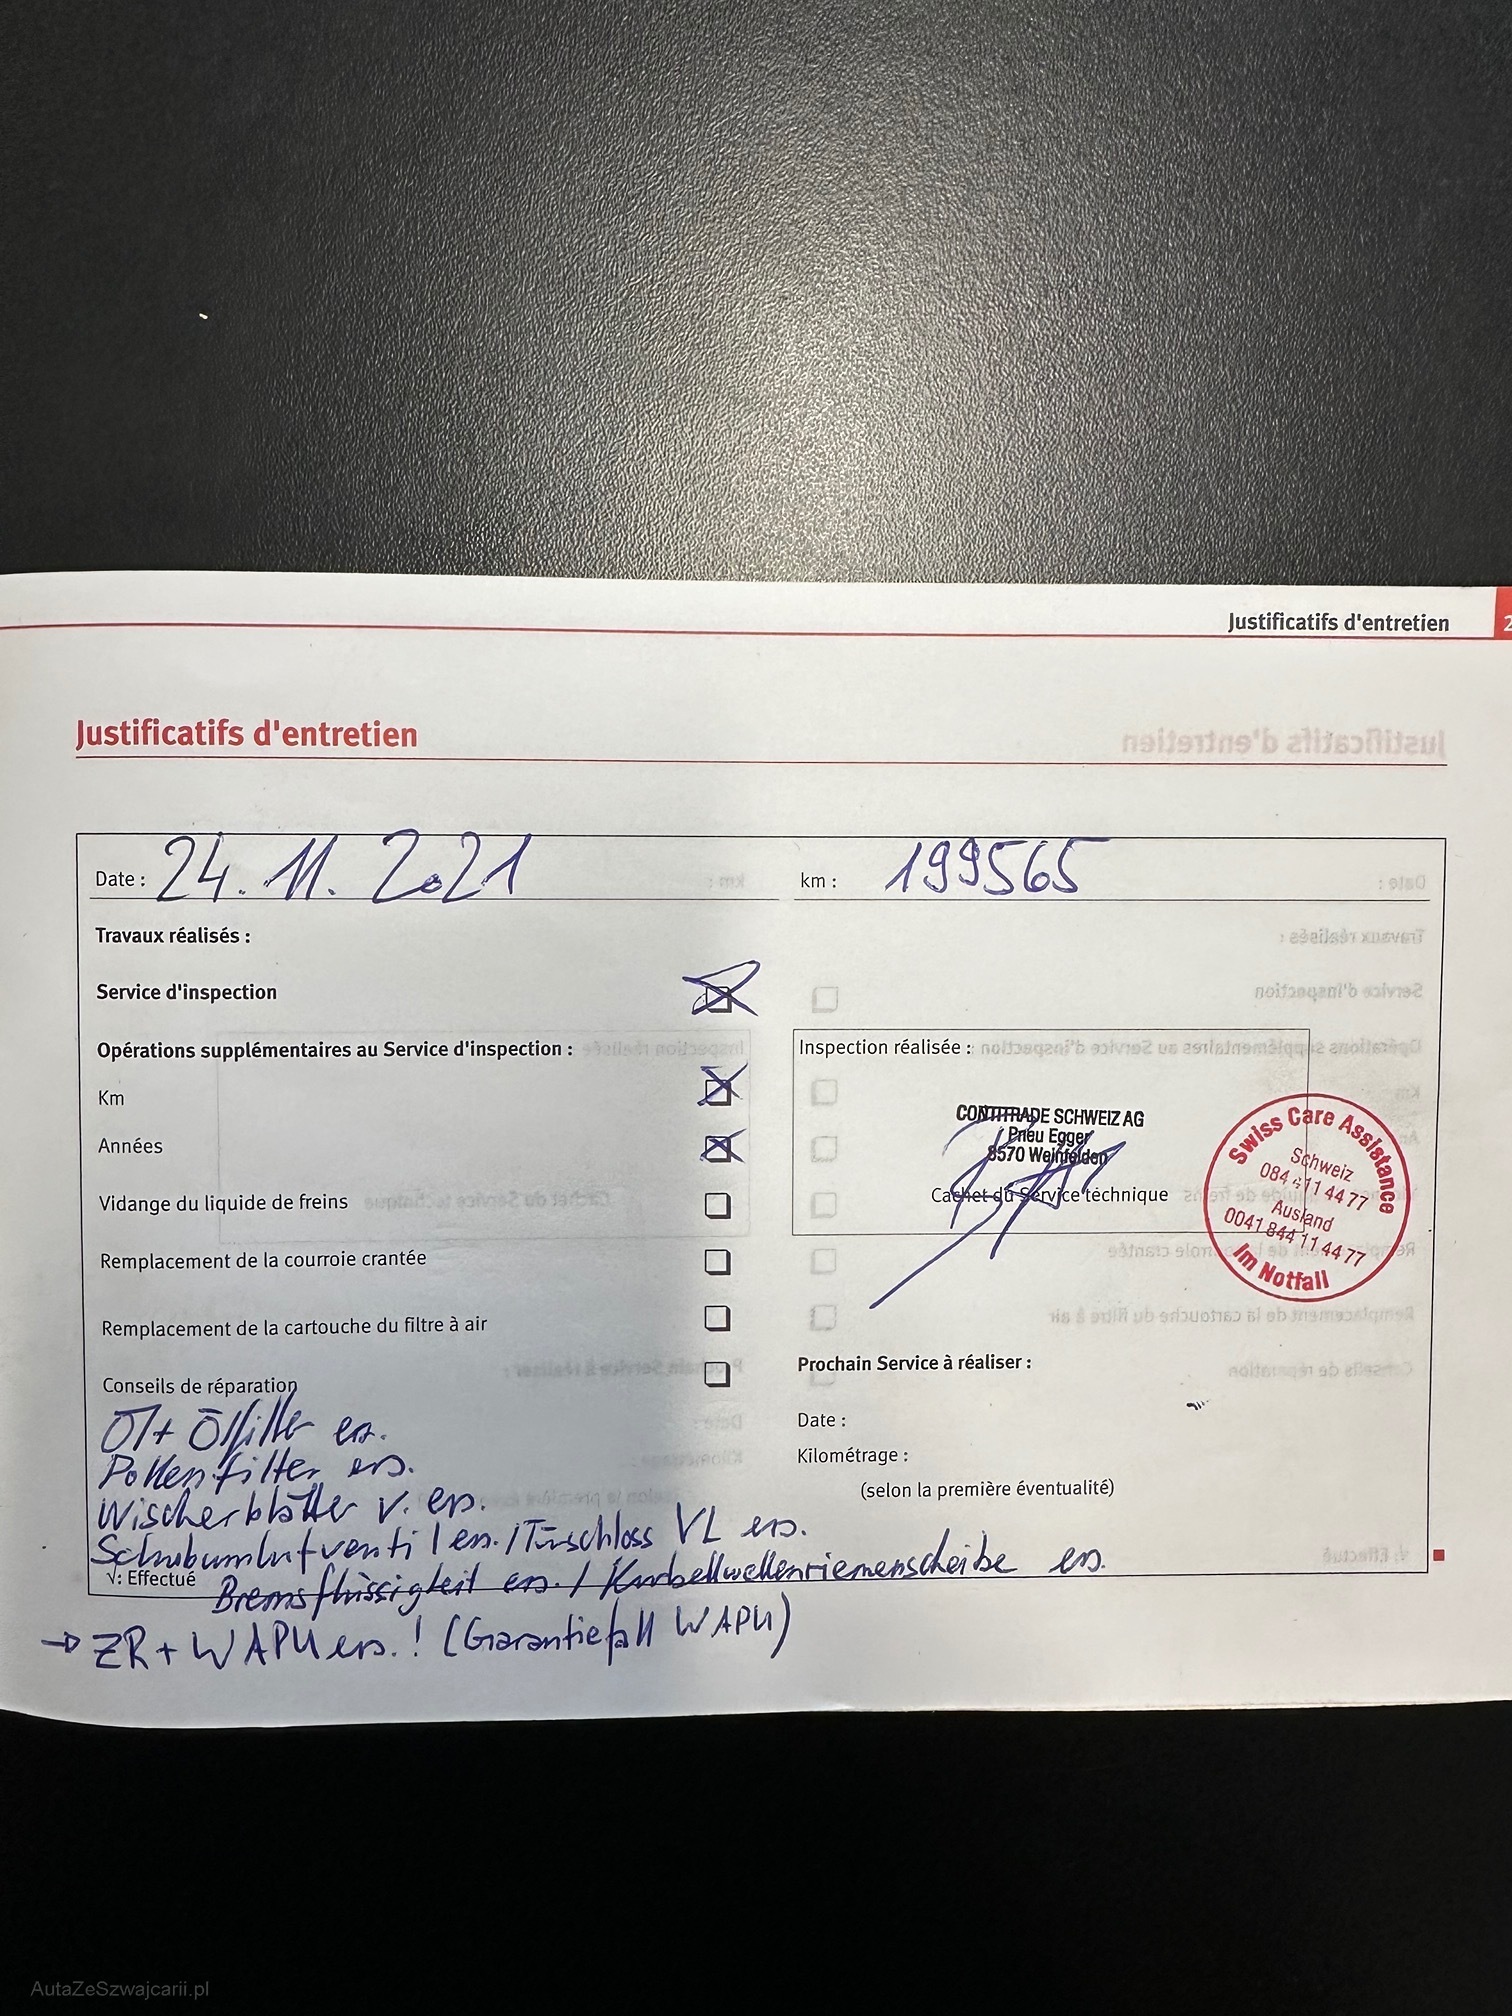 Justificatifs d'entretien
2
Justificatifs d'entretien
Date : 24. 11. 2021
km : 199565
Travaux réalisés :
Service d'inspection
Opérations supplémentaires au Service d'inspection :
Km
Années
Vidange du liquide de freins
Remplacement de la courroie crantée
Remplacement de la cartouche du filtre à air
Conseils de réparation
Öl + Ölfilter ers.
Pollenfilter ers.
Wischerblätter v. ers.
Schubumluftventil ers. / Türschloss VL ers.
√: Effectué
Bremsflüssigkeit ers. / Kurbellwellenriemenscheibe ers.
→ ZR + WAPU ers. ! (Garantiefall WAPU)
Inspection réalisée :
CONTITRADE SCHWEIZ AG
Pneu Egger
8570 Weinfelden
Cachet du Service technique
Swiss Care Assistance
Schweiz
084 411 44 77
Ausland
0041 844 11 44 77
Im Notfall
Prochain Service à réaliser :
Date :
Kilométrage :
(selon la première éventualité)
AutaZeSzwajcarii.pl